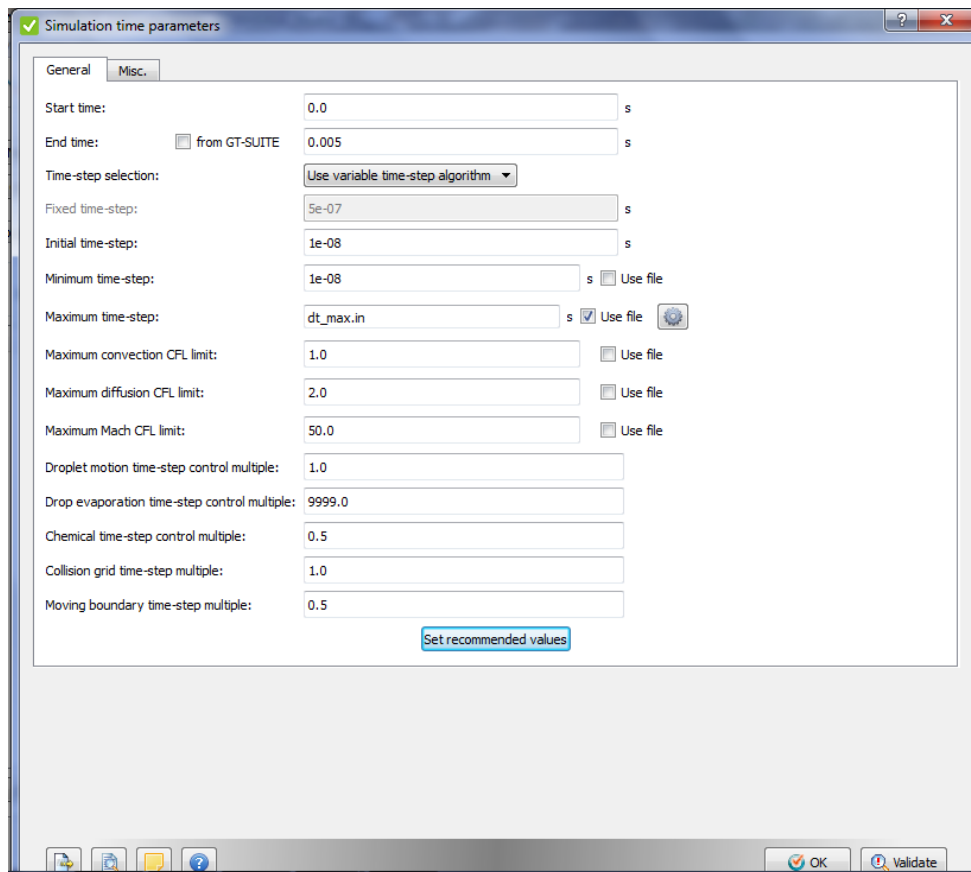 Simulation time parameters
General Misc.
Start time: 0.0 s
End time: from GT-SUITE 0.005 s
Time-step selection: Use variable time-step algorithm
Fixed time-step: 5e-07 s
Initial time-step: 1e-08 s
Minimum time-step: 1e-08 s Use file
Maximum time-step: dt_max.in s Use file
Maximum convection CFL limit: 1.0 Use file
Maximum diffusion CFL limit: 2.0 Use file
Maximum Mach CFL limit: 50.0 Use file
Droplet motion time-step control multiple: 1.0
Drop evaporation time-step control multiple: 9999.0
Chemical time-step control multiple: 0.5
Collision grid time-step multiple: 1.0
Moving boundary time-step multiple: 0.5
Set recommended values
OK Validate